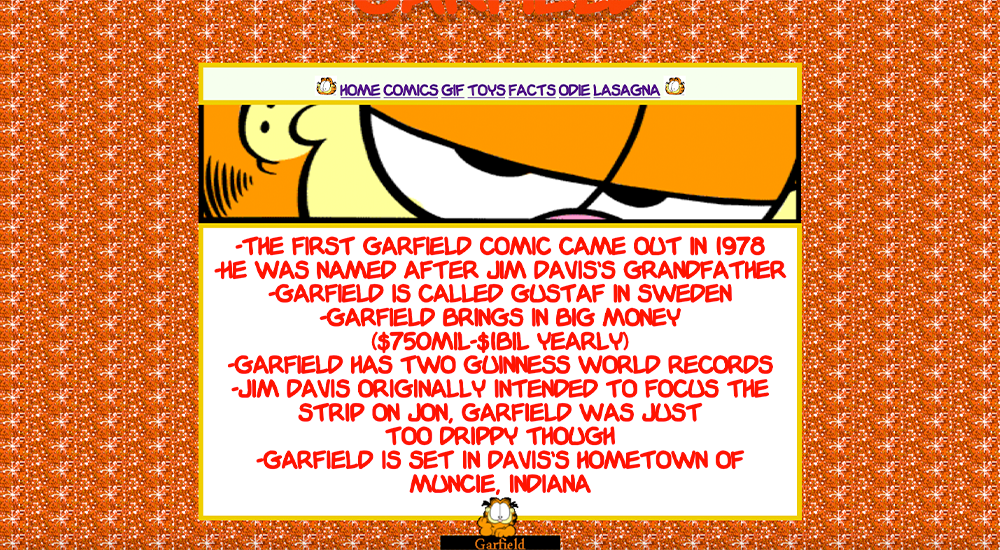 GARFIELD
HOME COMICS GIF TOYS FACTS ODIE LASAGNA
-THE FIRST GARFIELD COMIC CAME OUT IN 1978
-HE WAS NAMED AFTER JIM DAVIS'S GRANDFATHER
-GARFIELD IS CALLED GUSTAF IN SWEDEN
-GARFIELD BRINGS IN BIG MONEY
($750MIL-$1BIL YEARLY)
-GARFIELD HAS TWO GUINNESS WORLD RECORDS
-JIM DAVIS ORIGINALLY INTENDED TO FOCUS THE
STRIP ON JON, GARFIELD WAS JUST
TOO DRIPPY THOUGH
-GARFIELD IS SET IN DAVIS'S HOMETOWN OF
MUNCIE, INDIANA
Garfield